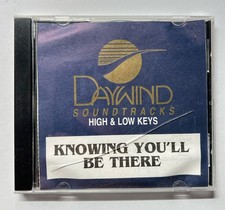 DAYWIND
SOUNDTRACKS
HIGH & LOW KEYS
KNOWING YOU'LL
BE THERE